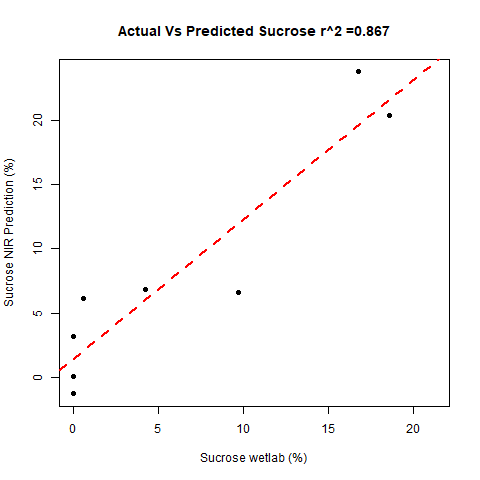 Actual Vs Predicted Sucrose r^2 =0.867
Sucrose NIR Prediction (%)
20
15
10
5
0
0 5 10 15 20
Sucrose wetlab (%)